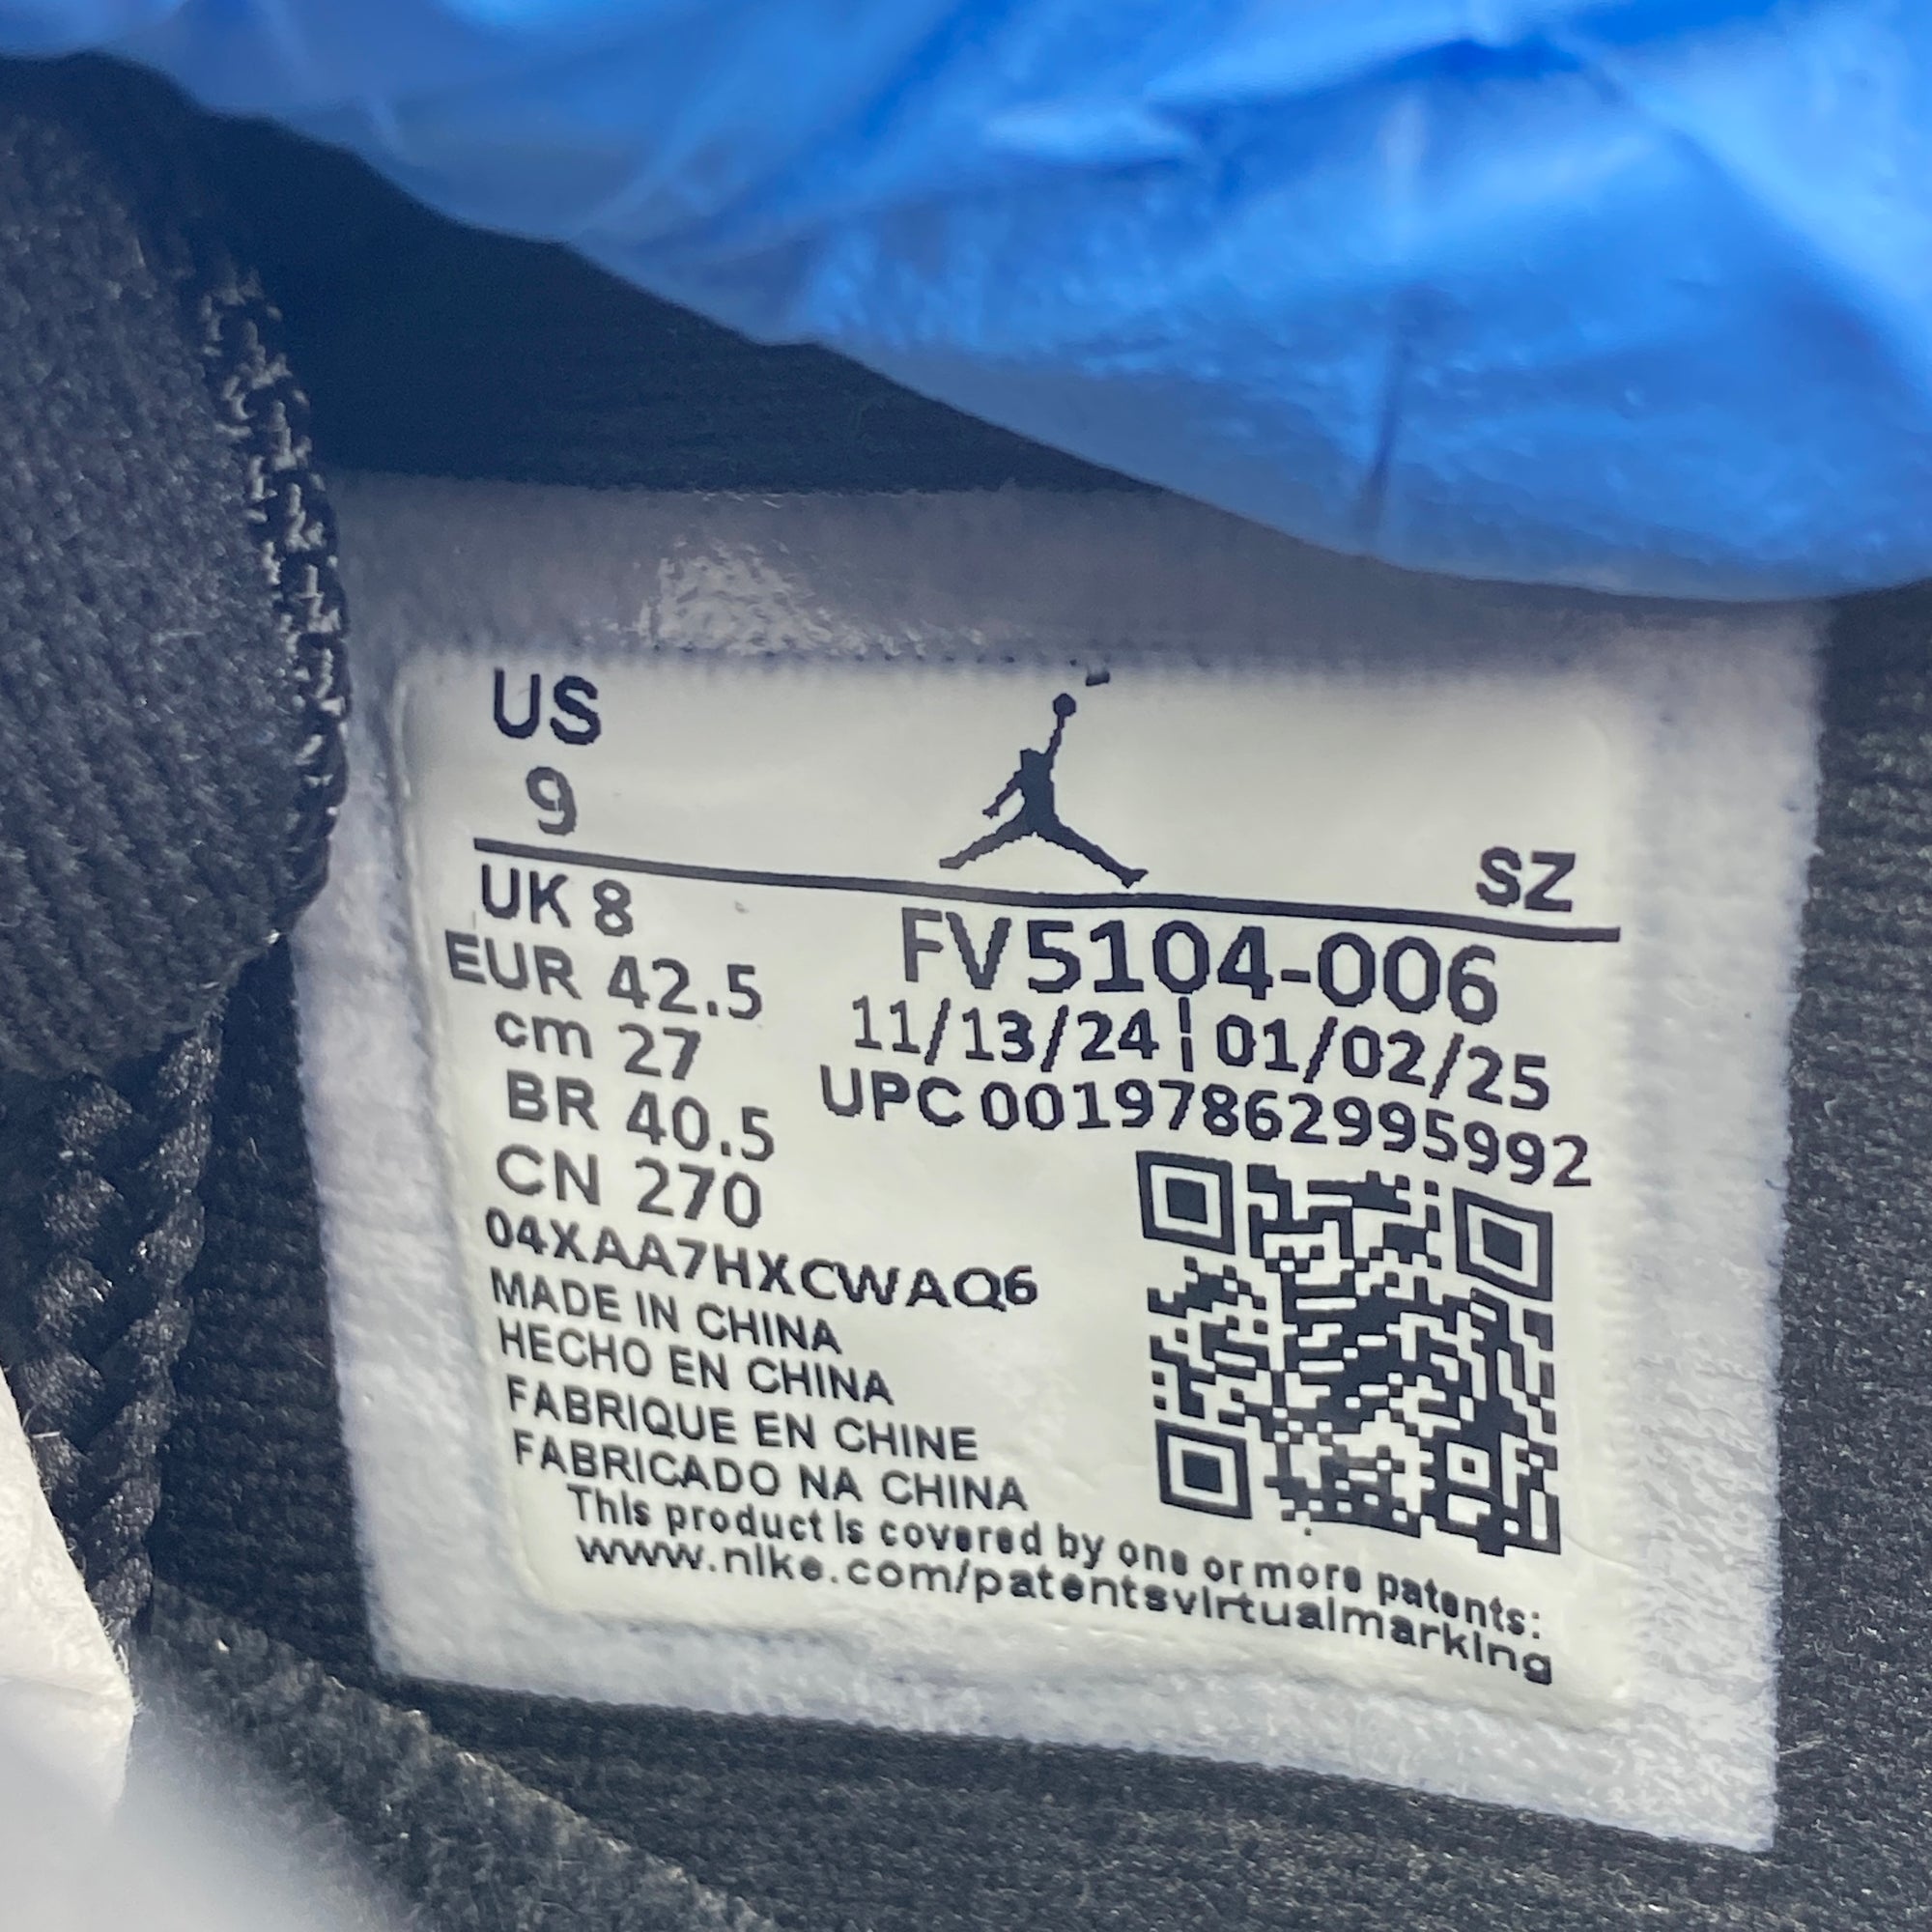 US
9
SZ
UK 8
EUR 42.5
cm 27
BR 40.5
CN 270
FV5104-006
11/13/24 | 01/02/25
UPC 00197862995992
04XAA7HXCWAQ6
MADE IN CHINA
HECHO EN CHINA
FABRIQUE EN CHINE
FABRICADO NA CHINA
This product is covered by one or more patents:
www.nike.com/patentsvirtualmarking